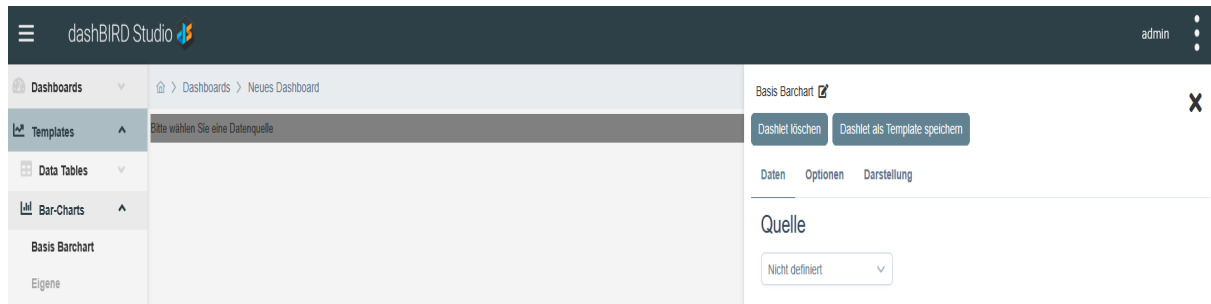 dashBIRD Studio
admin
Dashboards
Dashboards > Neues Dashboard
Basis Barchart
Templates
Bitte wählen Sie eine Datenquelle
Dashlet löschen
Dashlet als Template speichern
Data Tables
Daten
Optionen
Darstellung
Bar-Charts
Quelle
Basis Barchart
Nicht definiert
Eigene